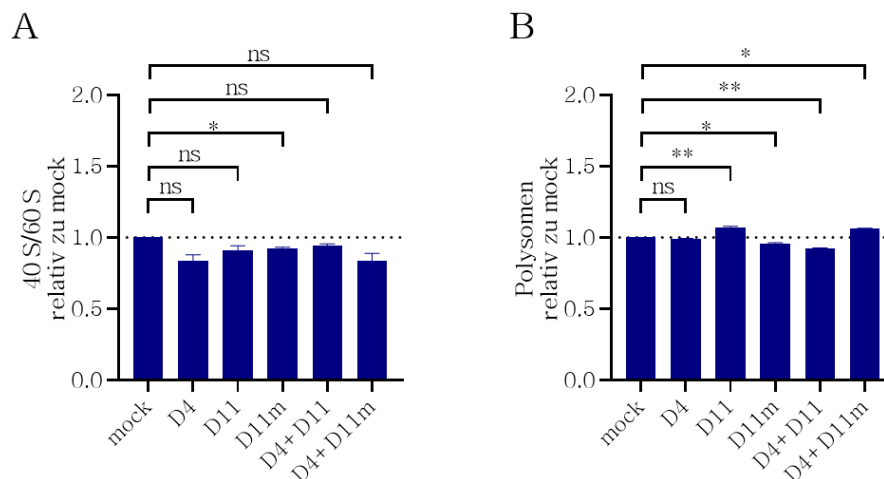 A
ns
ns
*
ns
ns
2.0
1.5
1.0
0.5
0.0
40 S/60 S
relativ zu mock
mock
D4
D11
D11m
D4+ D11
D4+ D11m
B
*
**
*
**
ns
2.0
1.5
1.0
0.5
0.0
Polysomen
relativ zu mock
mock
D4
D11
D11m
D4+ D11
D4+ D11m